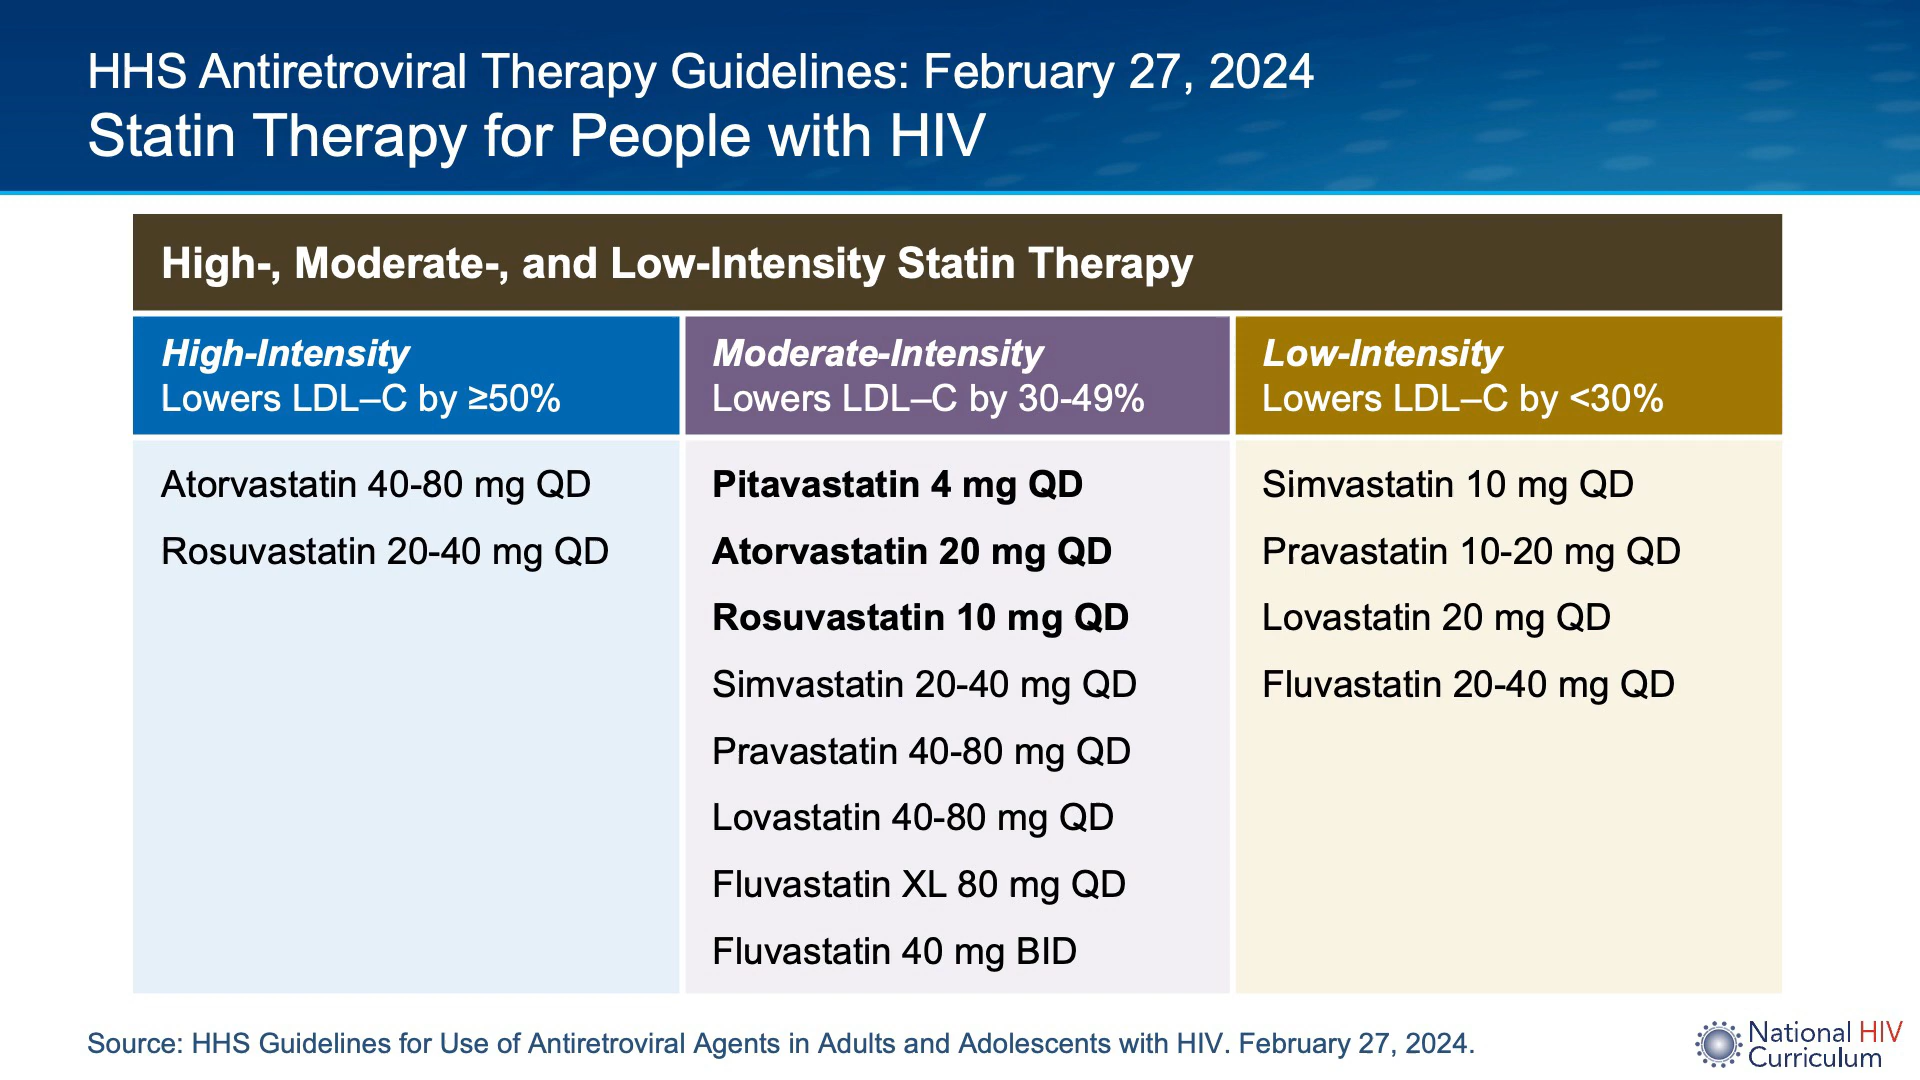 HHS Antiretroviral Therapy Guidelines: February 27, 2024
Statin Therapy for People with HIV
High-, Moderate-, and Low-Intensity Statin Therapy
High-Intensity
Lowers LDL–C by ≥50%
Moderate-Intensity
Lowers LDL–C by 30-49%
Low-Intensity
Lowers LDL–C by <30%
Atorvastatin 40-80 mg QD
Rosuvastatin 20-40 mg QD
Pitavastatin 4 mg QD
Atorvastatin 20 mg QD
Rosuvastatin 10 mg QD
Simvastatin 20-40 mg QD
Pravastatin 40-80 mg QD
Lovastatin 40-80 mg QD
Fluvastatin XL 80 mg QD
Fluvastatin 40 mg BID
Simvastatin 10 mg QD
Pravastatin 10-20 mg QD
Lovastatin 20 mg QD
Fluvastatin 20-40 mg QD
Source: HHS Guidelines for Use of Antiretroviral Agents in Adults and Adolescents with HIV. February 27, 2024.
National HIV
Curriculum